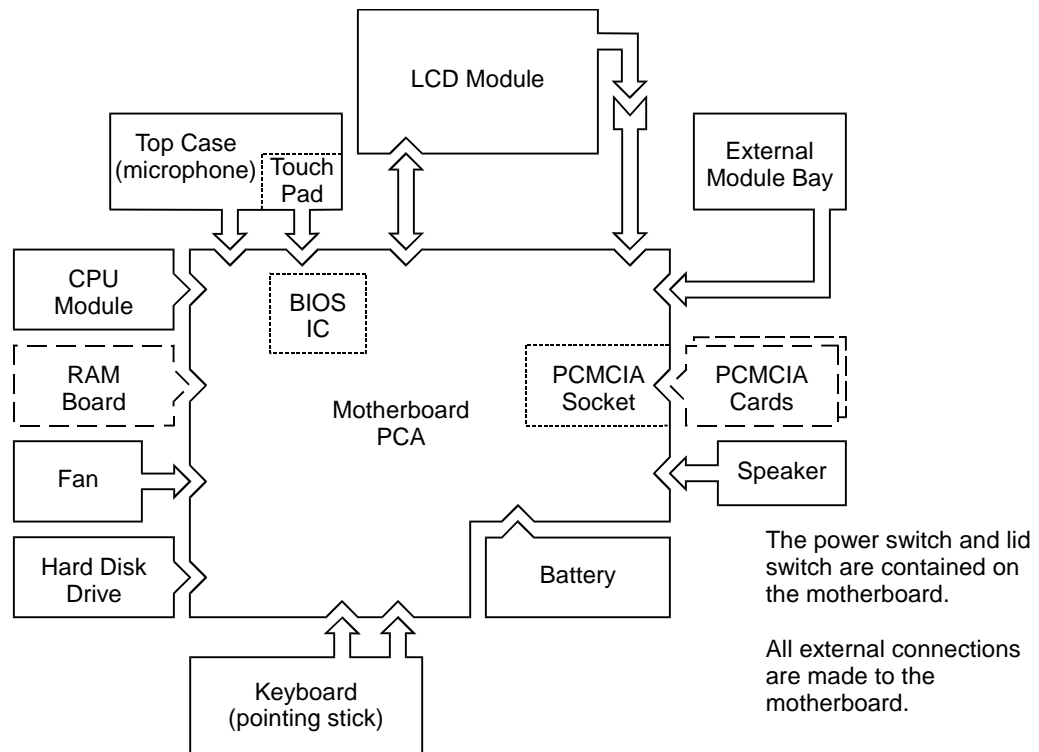 LCD Module
Top Case
(microphone)
Touch
Pad
External
Module Bay
CPU
Module
BIOS
IC
RAM
Board
Motherboard
PCA
PCMCIA
Socket
PCMCIA
Cards
Fan
Speaker
Hard Disk
Drive
Battery
Keyboard
(pointing stick)
The power switch and lid
switch are contained on
the motherboard.
All external connections
are made to the
motherboard.